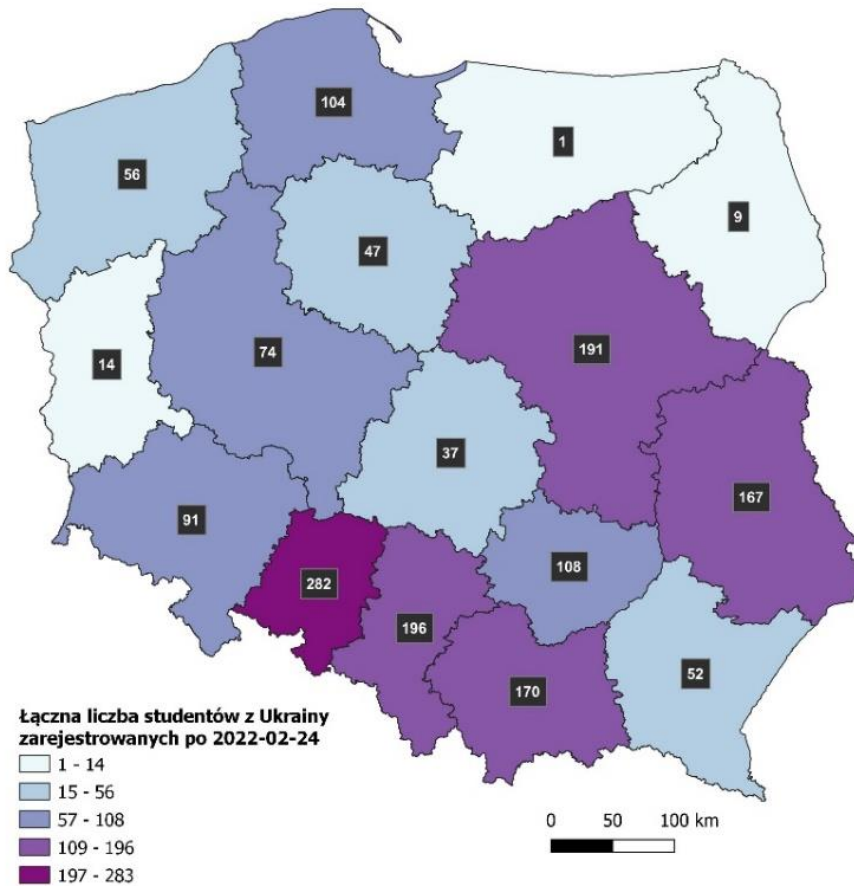 104
1
56
9
47
191
74
14
37
167
91
108
282
196
170
52
Łączna liczba studentów z Ukrainy
zarejestrowanych po 2022-02-24
1 - 14
15 - 56
57 - 108
109 - 196
197 - 283
0 50 100 km